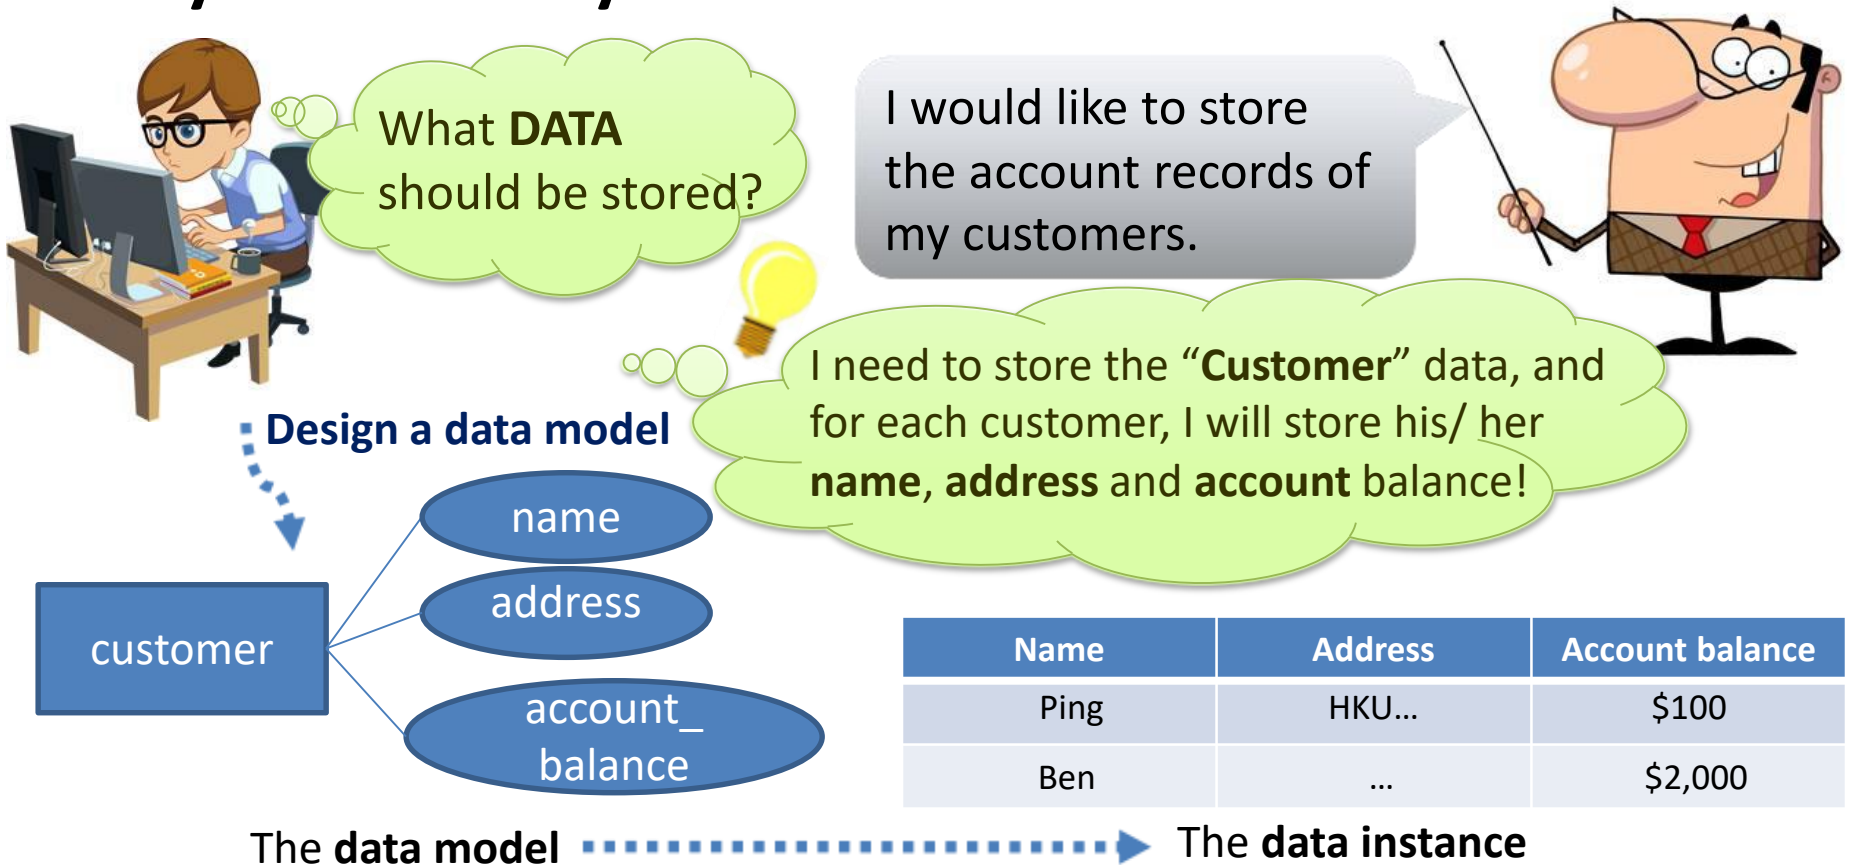 What DATA
should be stored?
I would like to store
the account records of
my customers.
I need to store the “Customer” data, and
for each customer, I will store his/ her
name, address and account balance!
Design a data model
customer
name
address
account_
balance
Name Address Account balance
Ping HKU... $100
Ben ... $2,000
The data model
The data instance